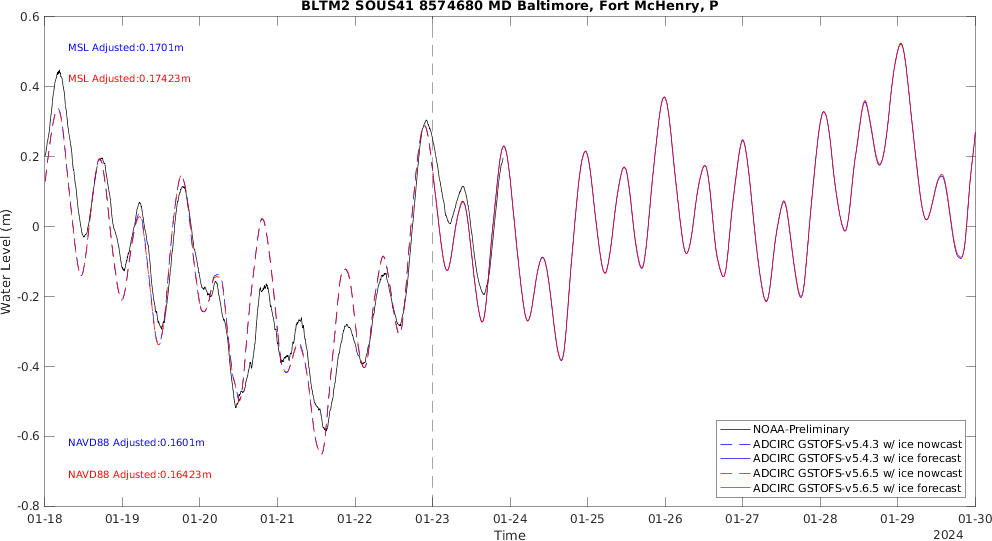 BLTM2 SOUS41 8574680 MD Baltimore, Fort McHenry, P
MSL Adjusted:0.1701m
MSL Adjusted:0.17423m
NAVD88 Adjusted:0.1601m
NAVD88 Adjusted:0.16423m
Water Level (m)
0.6
0.4
0.2
0
-0.2
-0.4
-0.6
-0.8
NOAA-Preliminary
ADCIRC GSTOFS-v5.4.3 w/ ice nowcast
ADCIRC GSTOFS-v5.4.3 w/ ice forecast
ADCIRC GSTOFS-v5.6.5 w/ ice nowcast
ADCIRC GSTOFS-v5.6.5 w/ ice forecast
01-18 01-19 01-20 01-21 01-22 01-23 01-24 01-25 01-26 01-27 01-28 01-29 01-30
Time
2024